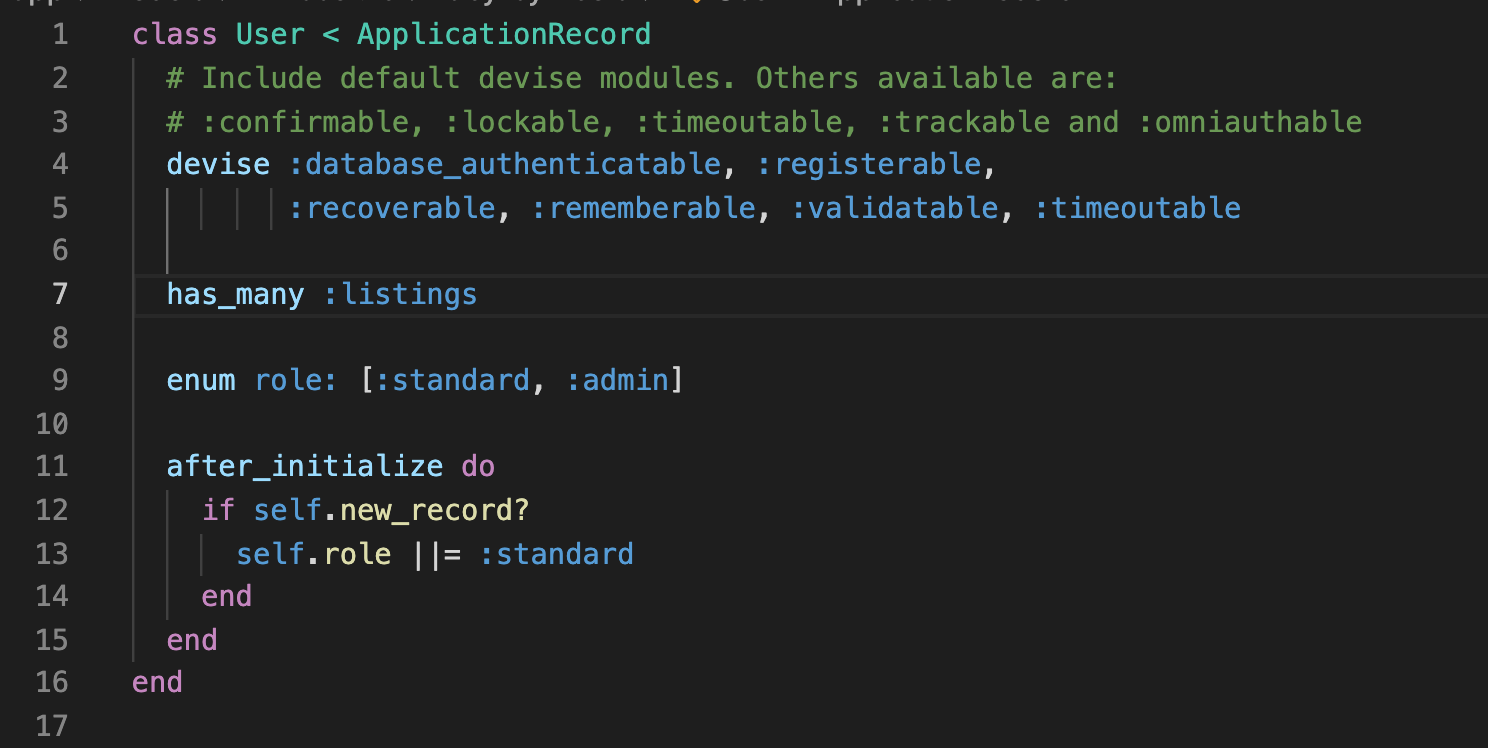 1 class User < ApplicationRecord
2 # Include default devise modules. Others available are:
3 # :confirmable, :lockable, :timeoutable, :trackable and :omniauthable
4 devise :database_authenticatable, :registerable,
5 :recoverable, :rememberable, :validatable, :timeoutable
6
7 has_many :listings
8
9 enum role: [:standard, :admin]
10
11 after_initialize do
12 if self.new_record?
13 self.role ||= :standard
14 end
15 end
16 end
17